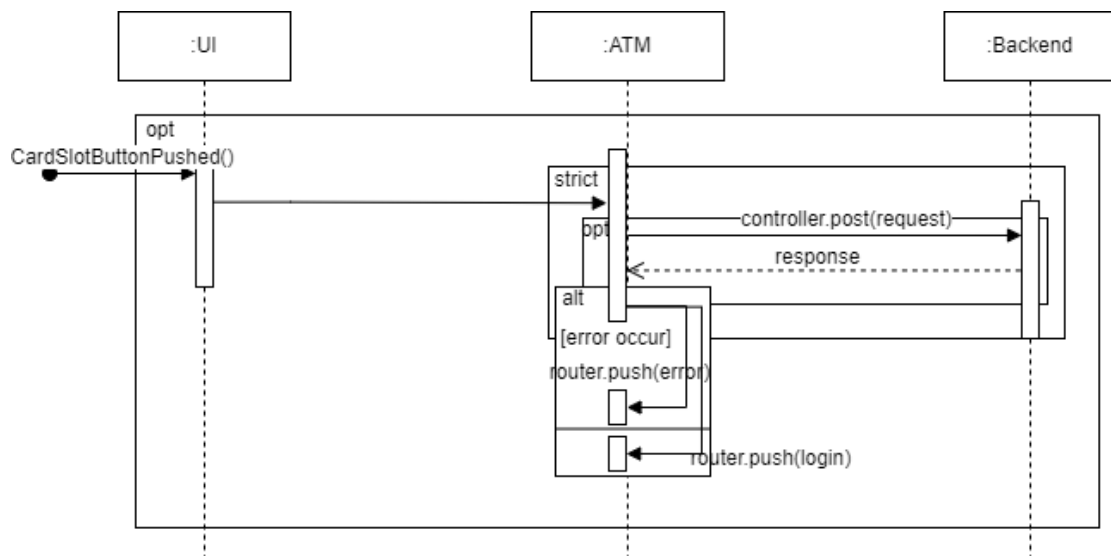 :UI
:ATM
:Backend
opt
CardSlotButtonPushed()
strict
controller.post(request)
opt
response
alt
[error occur]
router.push(error)
router.push(login)